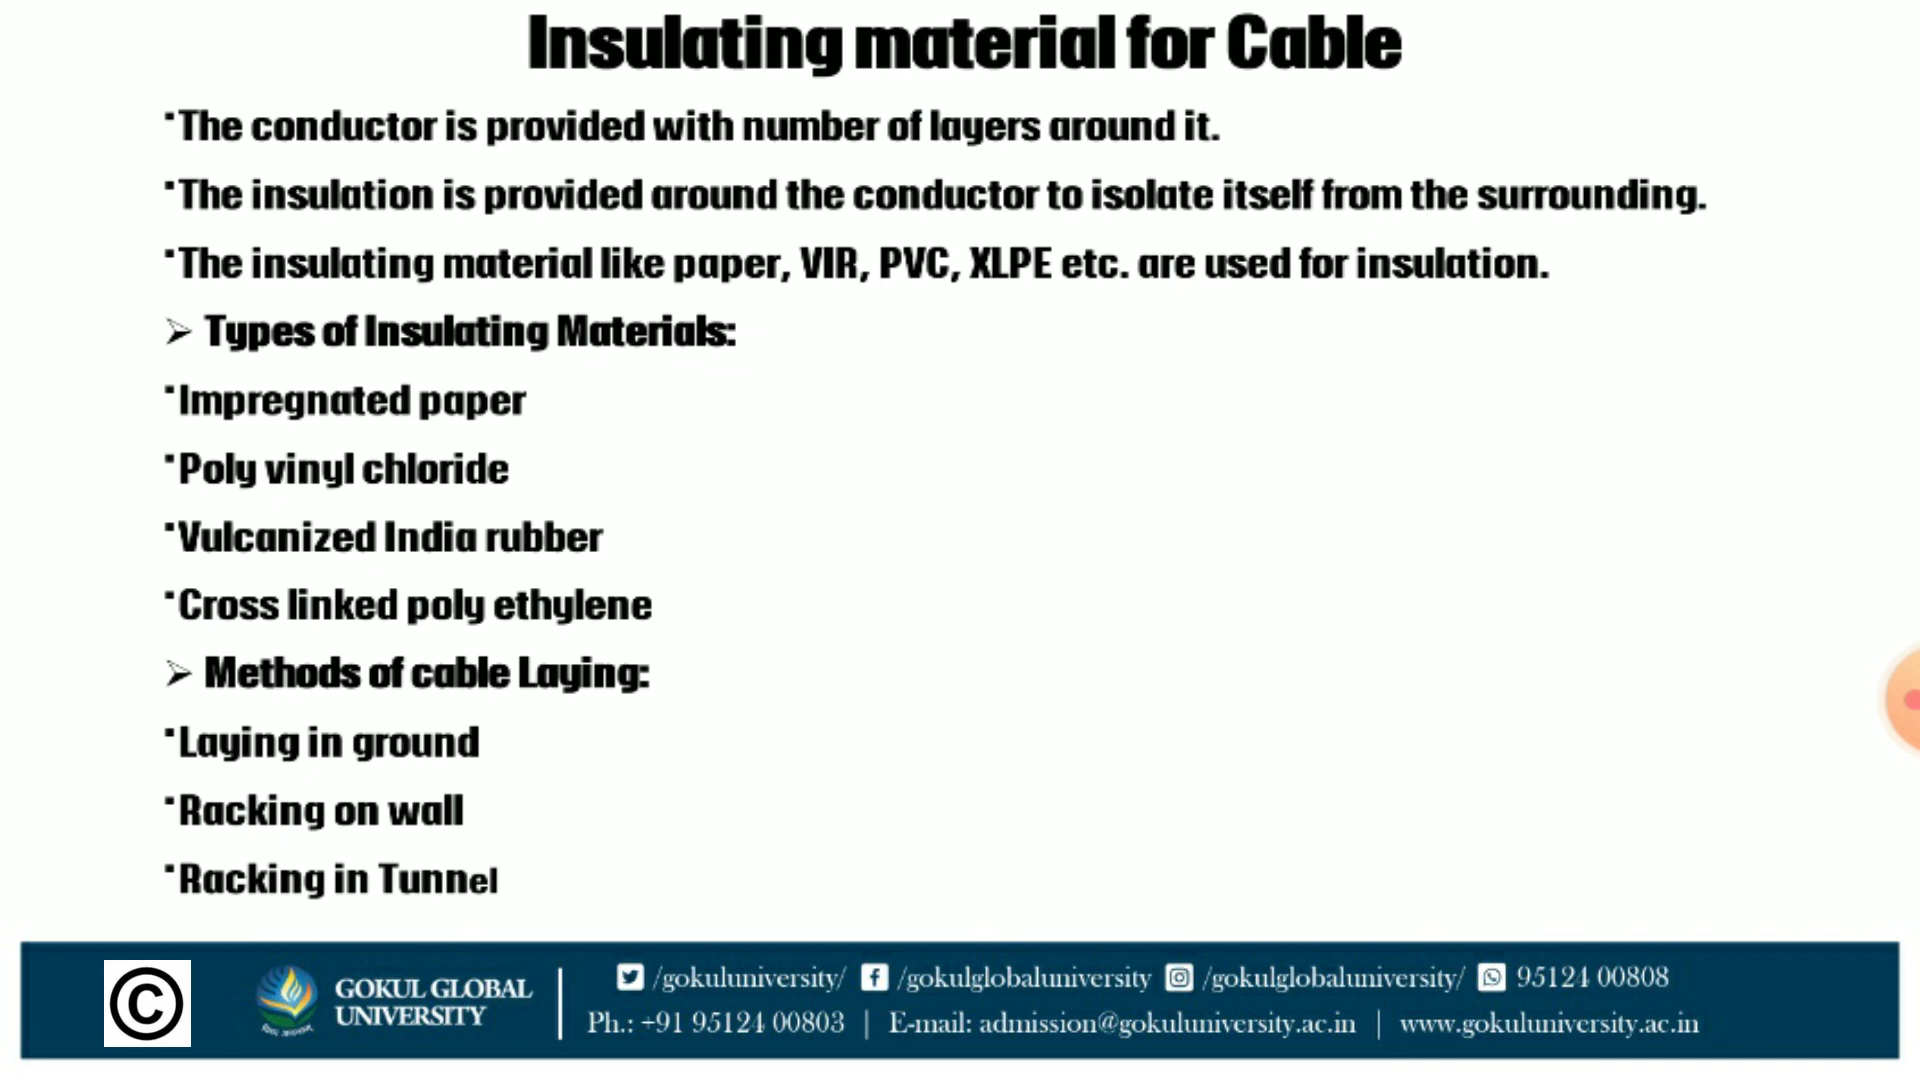 Insulating material for Cable
▪The conductor is provided with number of layers around it.
▪The insulation is provided around the conductor to isolate itself from the surrounding.
▪The insulating material like paper, VIR, PVC, XLPE etc. are used for insulation.
➢ Types of Insulating Materials:
▪Impregnated paper
▪Poly vinyl chloride
▪Vulcanized India rubber
▪Cross linked poly ethylene
➢ Methods of cable Laying:
▪Laying in ground
▪Racking on wall
▪Racking in Tunnel
©
GOKUL GLOBAL
UNIVERSITY
/gokuluniversity/ /gokulglobaluniversity /gokulglobaluniversity/ 95124 00808
Ph.: +91 95124 00803 | E-mail: admission@gokuluniversity.ac.in | www.gokuluniversity.ac.in